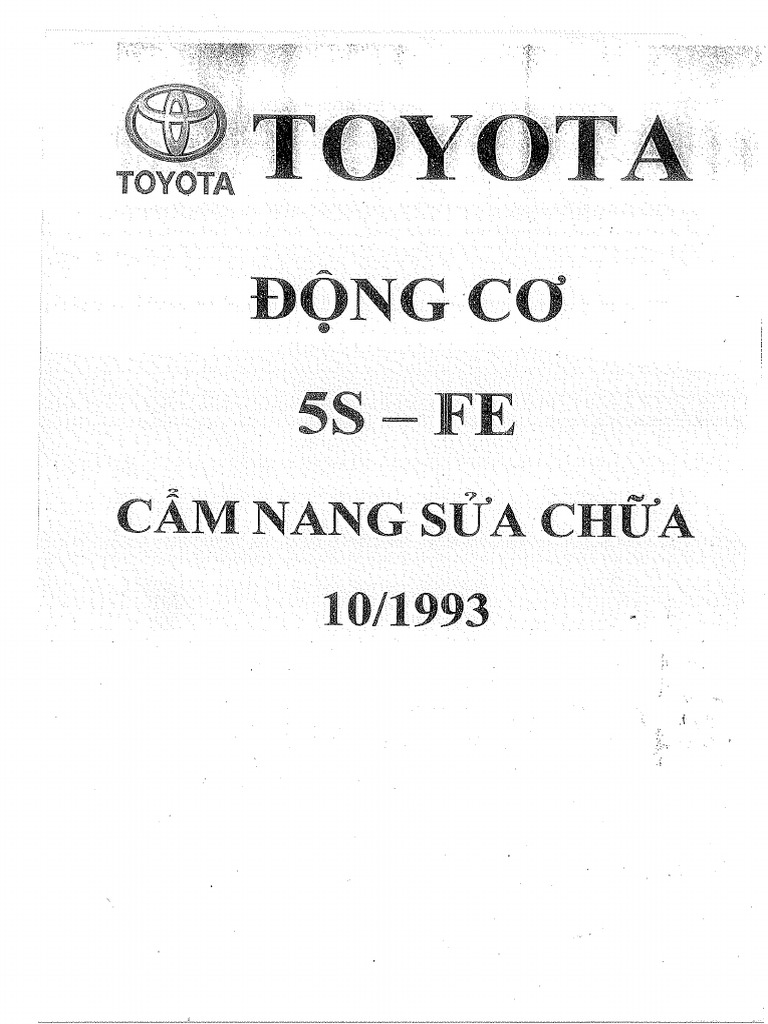 TOYOTA
TOYOTA
ĐỘNG CƠ
5S – FE
CẨM NANG SỬA CHỮA
10/1993